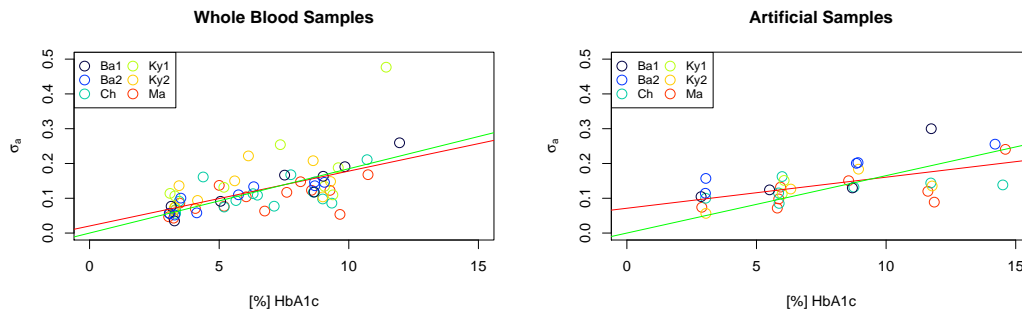 Whole Blood Samples
σa
0.0 0.1 0.2 0.3 0.4 0.5
Ba1 Ky1
Ba2 Ky2
Ch Ma
0 5 10 15
[%] HbA1c
Artificial Samples
σa
0.0 0.1 0.2 0.3 0.4 0.5
Ba1 Ky1
Ba2 Ky2
Ch Ma
0 5 10 15
[%] HbA1c